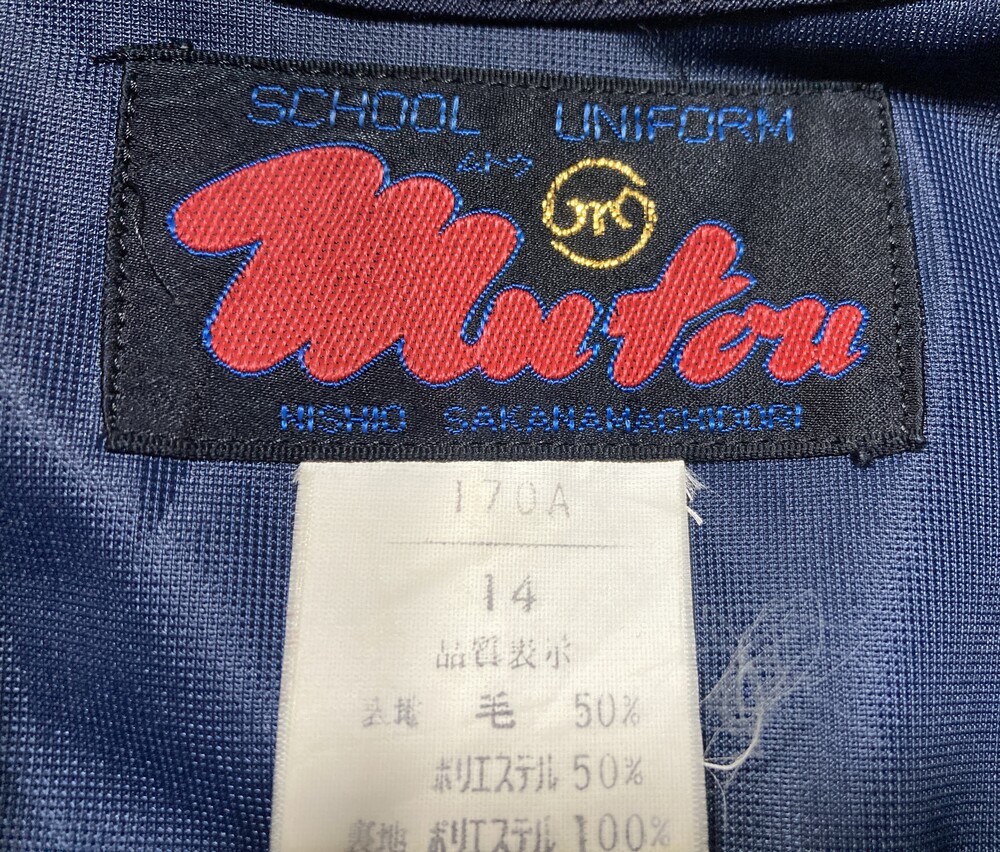 SCHOOL UNIFORM
ムトウ
m
mutou
NISHIO SAKANAMACHIDORI
170A
14
品質表示
表地 毛 50%
ポリエステル 50%
裏地 ポリエステル 100%